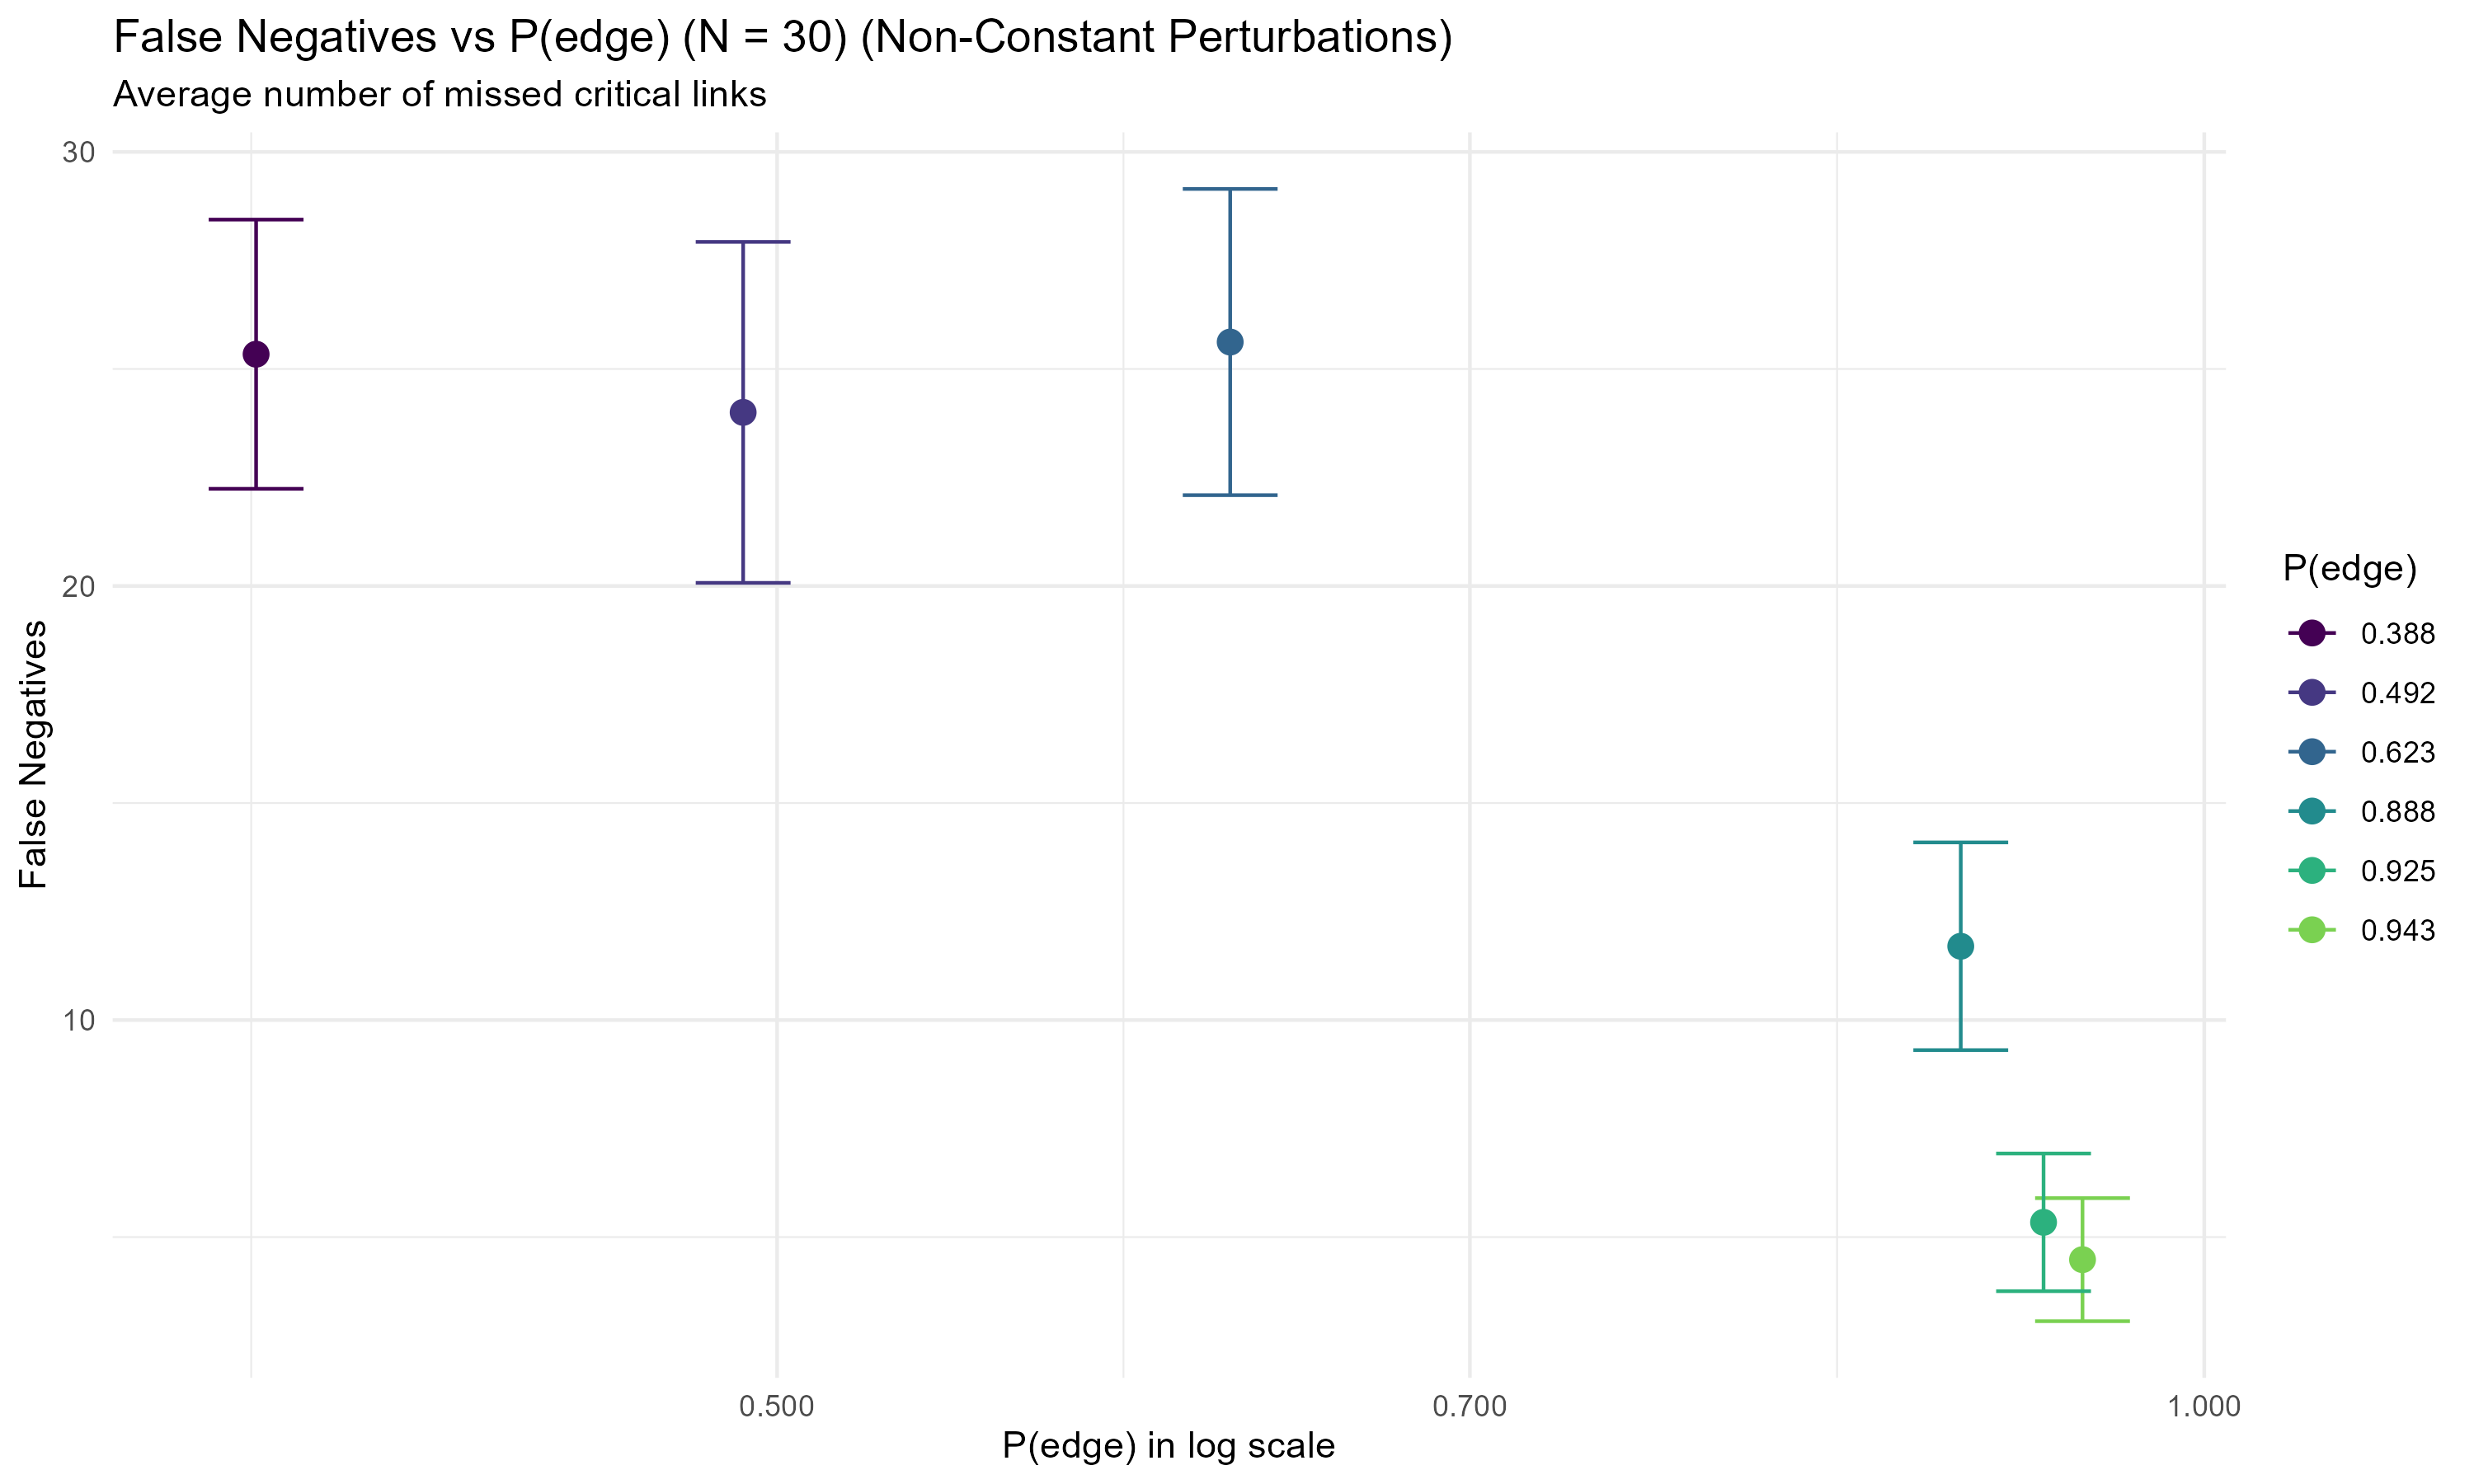 False Negatives vs P(edge) (N = 30) (Non-Constant Perturbations)
Average number of missed critical links
30
20
10
False Negatives
0.500
0.700
1.000
P(edge) in log scale
P(edge)
0.388
0.492
0.623
0.888
0.925
0.943